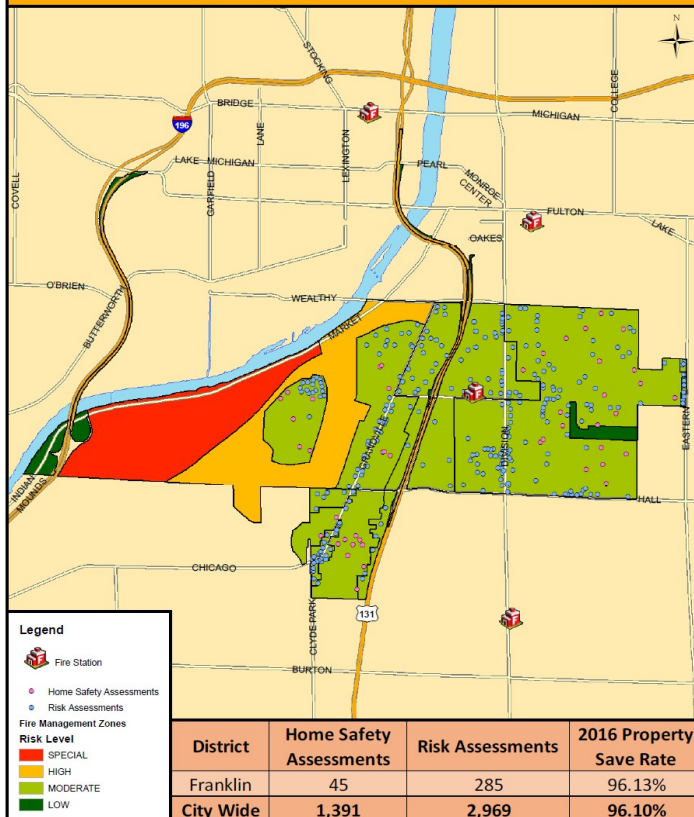 N
STOCKING
COLLEGE
BRIDGE
MICHIGAN
196
LANE
LEXINGTON
COVELL
LAKE MICHIGAN
GARFIELD
PEARL
MONROE CENTER
FULTON
LAKE
OAKES
O'BRIEN
BUTTERWORTH
WEALTHY
MARKET
GRANDVILLE
DIVISION
EASTERN
INDIAN MOUNDS
HALL
CHICAGO
CLYDE PARK
131
BURTON
Legend
Fire Station
Home Safety Assessments
Risk Assessments
Fire Management Zones
Risk Level
SPECIAL
HIGH
MODERATE
LOW
District Home Safety Assessments Risk Assessments 2016 Property Save Rate
Franklin 45 285 96.13%
City Wide 1,391 2,969 96.10%